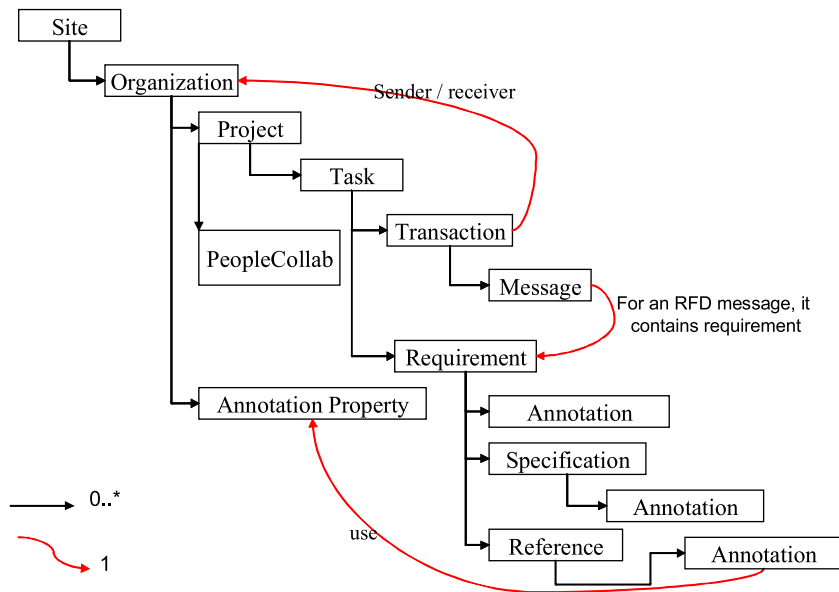 Site
Organization
Sender / receiver
Project
Task
Transaction
PeopleCollab
Message
For an RFD message, it
contains requirement
Requirement
Annotation Property
Annotation
Specification
0..*
Annotation
use
Reference
Annotation
1